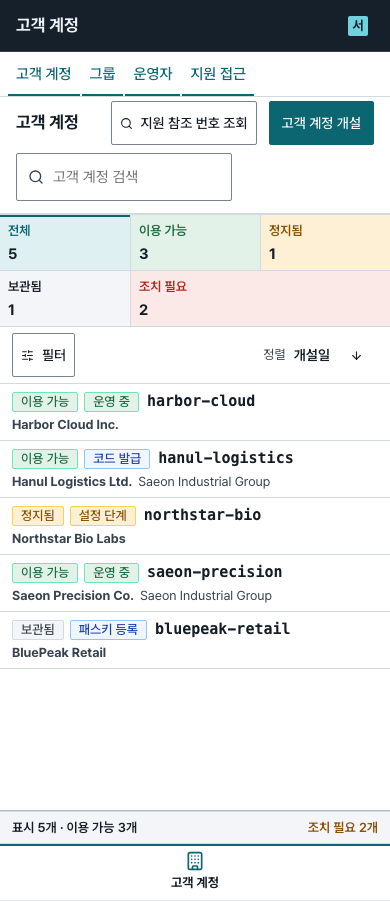 고객 계정 서
고객 계정 그룹 운영자 지원 접근
고객 계정 지원 참조 번호 조회 고객 계정 개설
고객 계정 검색
전체 이용 가능 정지됨
5 3 1
보관됨 조치 필요
1 2
필터 정렬 개설일
이용 가능 운영 중 harbor-cloud
Harbor Cloud Inc.
이용 가능 코드 발급 hanul-logistics
Hanul Logistics Ltd. Saeon Industrial Group
정지됨 설정 단계 northstar-bio
Northstar Bio Labs
이용 가능 운영 중 saeon-precision
Saeon Precision Co. Saeon Industrial Group
보관됨 패스키 등록 bluepeak-retail
BluePeak Retail
표시 5개 · 이용 가능 3개 조치 필요 2개
고객 계정